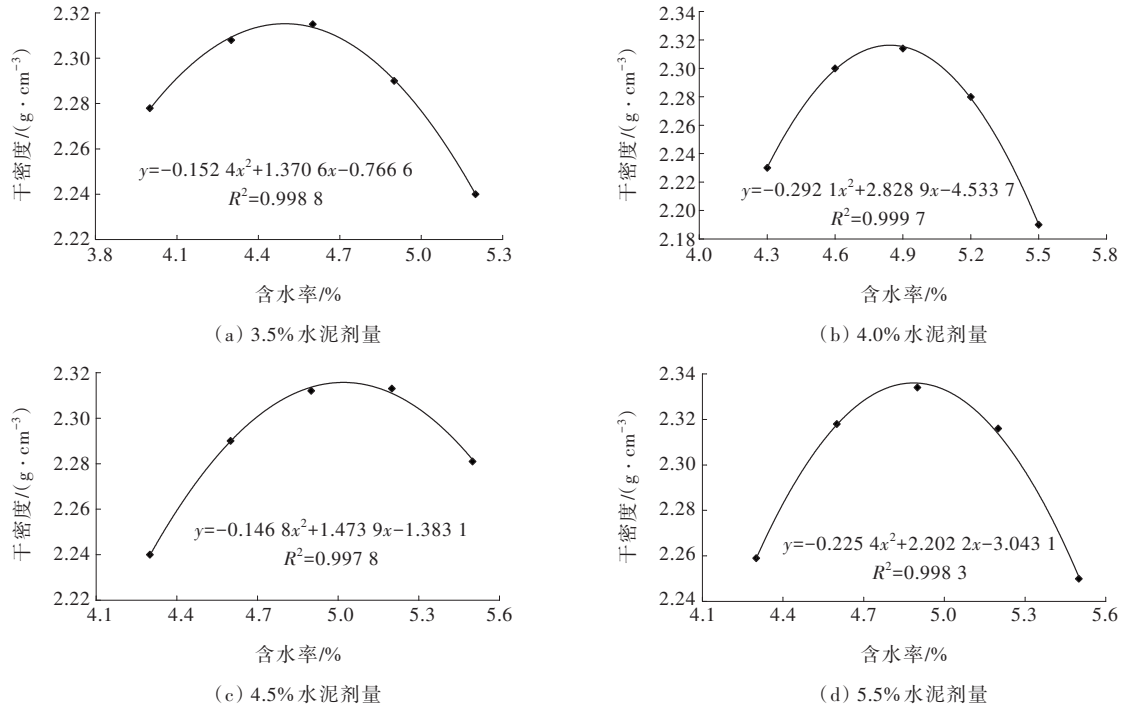 2.32
2.30
2.28
2.26
2.24
2.22
干密度/(g·cm⁻³)
y=−0.152 4x²+1.370 6x−0.766 6
R²=0.998 8
3.8 4.1 4.4 4.7 5.0 5.3
含水率/%
(a) 3.5%水泥剂量
2.34
2.32
2.30
2.28
2.26
2.24
2.22
2.20
2.18
干密度/(g·cm⁻³)
y=−0.292 1x²+2.828 9x−4.533 7
R²=0.999 7
4.0 4.3 4.6 4.9 5.2 5.5 5.8
含水率/%
(b) 4.0%水泥剂量
2.32
2.30
2.28
2.26
2.24
2.22
干密度/(g·cm⁻³)
y=−0.146 8x²+1.473 9x−1.383 1
R²=0.997 8
4.1 4.4 4.7 5.0 5.3 5.6
含水率/%
(c) 4.5%水泥剂量
2.34
2.32
2.30
2.28
2.26
2.24
干密度/(g·cm⁻³)
y=−0.225 4x²+2.202 2x−3.043 1
R²=0.998 3
4.1 4.4 4.7 5.0 5.3 5.6
含水率/%
(d) 5.5%水泥剂量